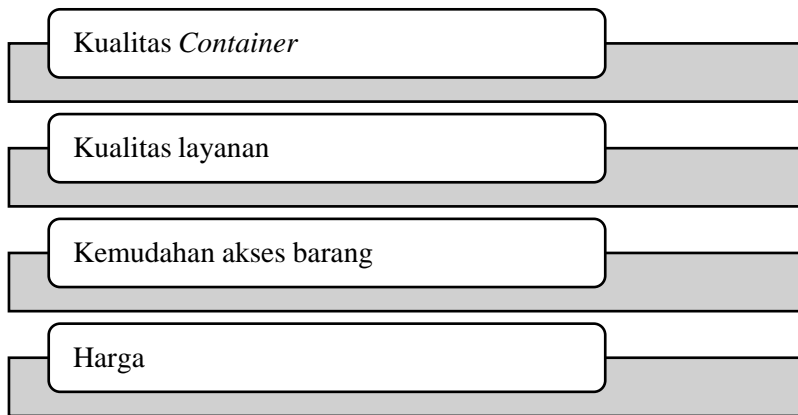 Kualitas Container
Kualitas layanan
Kemudahan akses barang
Harga